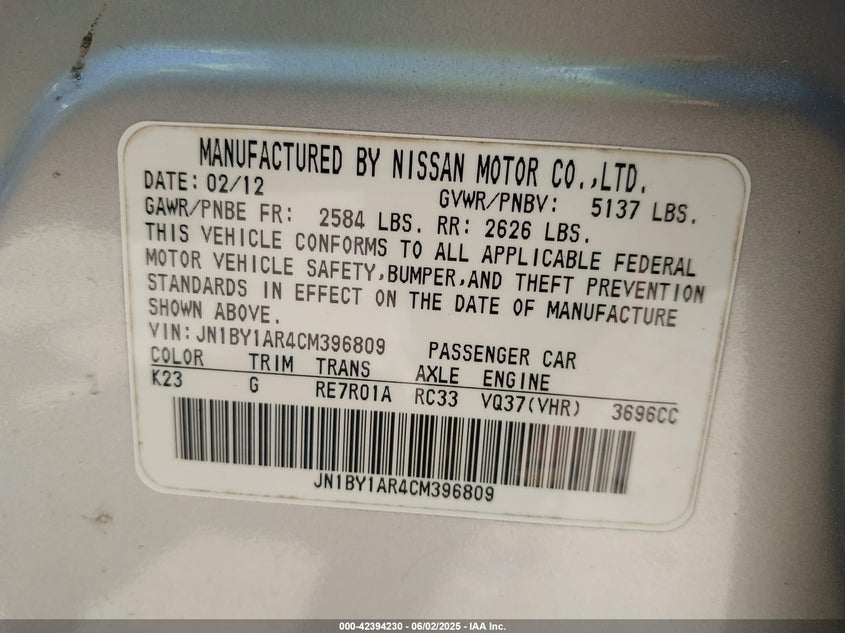 MANUFACTURED BY NISSAN MOTOR CO.,LTD.
DATE: 02/12 GVWR/PNBV: 5137 LBS.
GAWR/PNBE FR: 2584 LBS. RR: 2626 LBS.
THIS VEHICLE CONFORMS TO ALL APPLICABLE FEDERAL
MOTOR VEHICLE SAFETY,BUMPER,AND THEFT PREVENTION
STANDARDS IN EFFECT ON THE DATE OF MANUFACTURE
SHOWN ABOVE.
VIN: JN1BY1AR4CM396809 PASSENGER CAR
COLOR TRIM TRANS AXLE ENGINE
K23 G RE7R01A RC33 VQ37(VHR) 3696CC
JN1BY1AR4CM396809
000-42394230 - 06/02/2025 - IAA Inc.